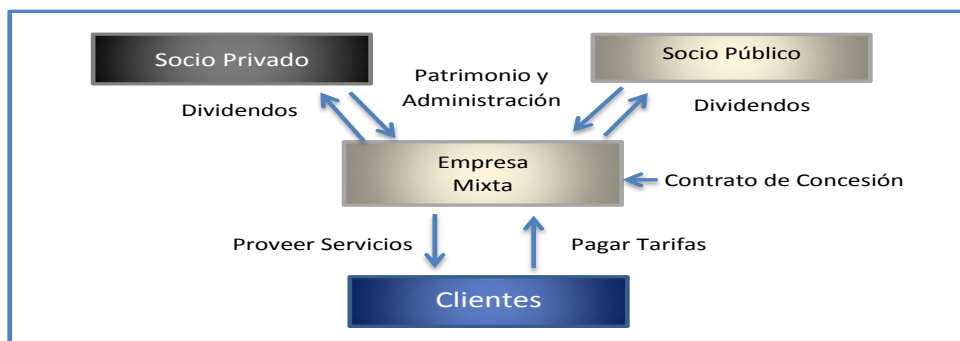 Socio Privado
Socio Público
Patrimonio y
Administración
Dividendos
Dividendos
Empresa
Mixta
Contrato de Concesión
Proveer Servicios
Pagar Tarifas
Clientes